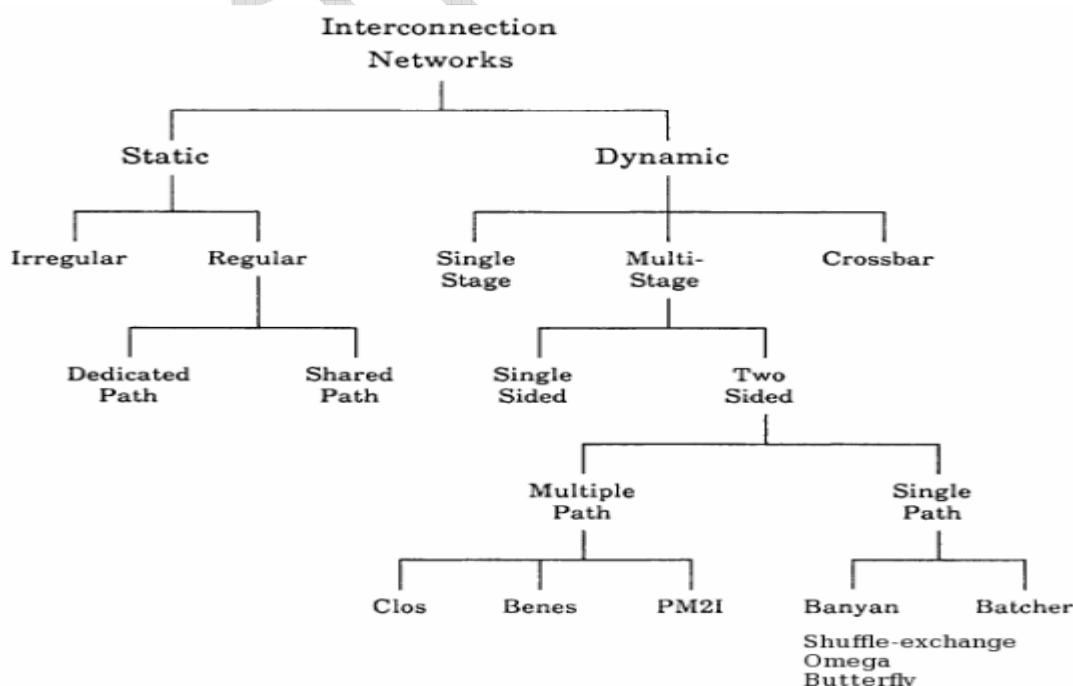 Interconnection
Networks
Static
Dynamic
Irregular
Regular
Single
Stage
Multi-
Stage
Crossbar
Dedicated
Path
Shared
Path
Single
Sided
Two
Sided
Multiple
Path
Single
Path
Clos
Benes
PM2I
Banyan
Batcher
Shuffle-exchange
Omega
Butterfly